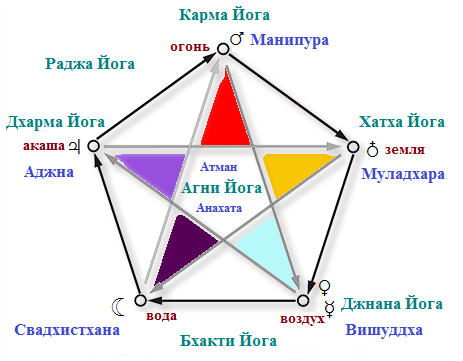 Карма Йога
огонь ♂ Манипура
Раджа Йога
Дхарма Йога
Хатха Йога
акаша ♃
♁ земля
Аджна
Атман
Муладхара
Агни Йога
Анахата
☾
♀
☿ Джнана Йога
вода
воздух
Свадхистхана
Вишуддха
Бхакти Йога